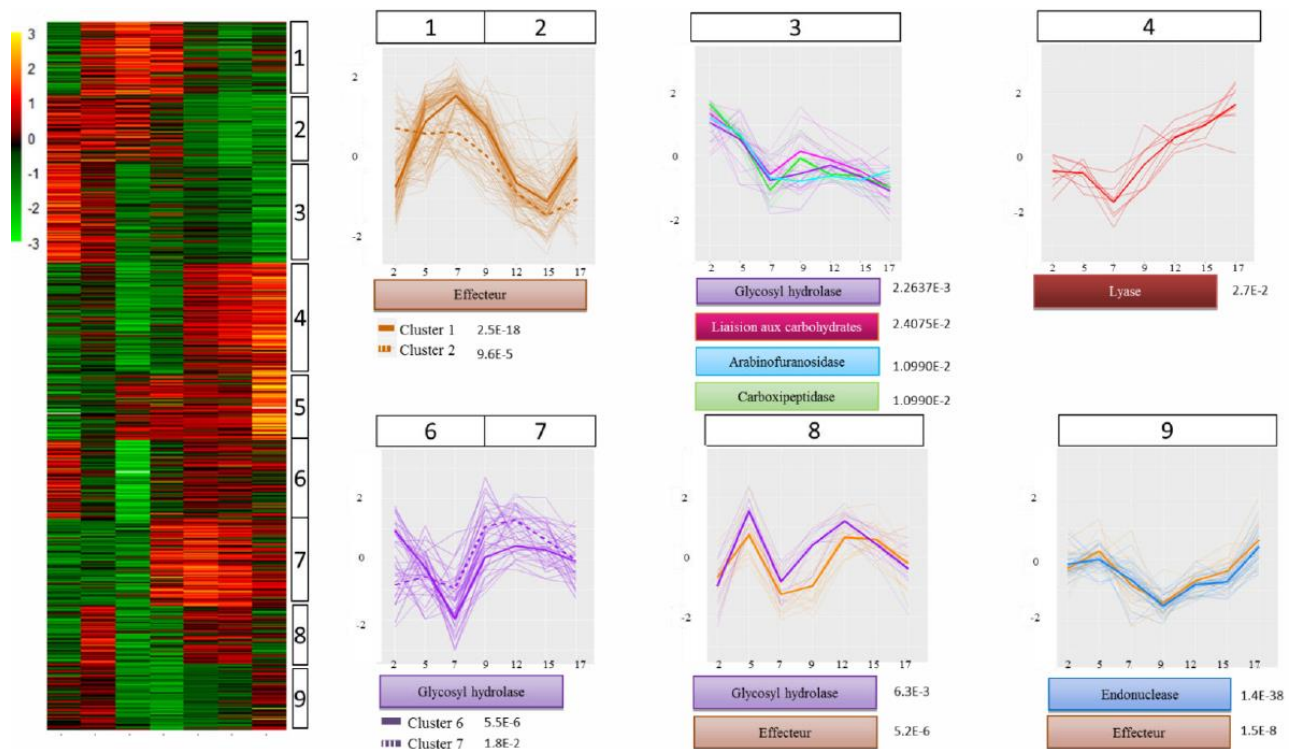 3
2
1
0
-1
-2
-3
1
2
3
4
5
6
7
8
9
1 2
2
0
-2
2 5 7 9 12 15 17
Effecteur
Cluster 1 2.5E-18
Cluster 2 9.6E-5
3
2
0
-2
2 5 7 9 12 15 17
Glycosyl hydrolase 2.2637E-3
Liaision aux carbohydrates 2.4075E-2
Arabinofuranosidase 1.0990E-2
Carboxipeptidase 1.0990E-2
4
2
0
-2
2 5 7 9 12 15 17
Lyase 2.7E-2
6 7
2
0
-2
2 5 7 9 12 15 17
Glycosyl hydrolase
Cluster 6 5.5E-6
Cluster 7 1.8E-2
8
2
0
-2
2 5 7 9 12 15 17
Glycosyl hydrolase 6.3E-3
Effecteur 5.2E-6
9
2
0
-2
2 5 7 9 12 15 17
Endonuclease 1.4E-38
Effecteur 1.5E-8